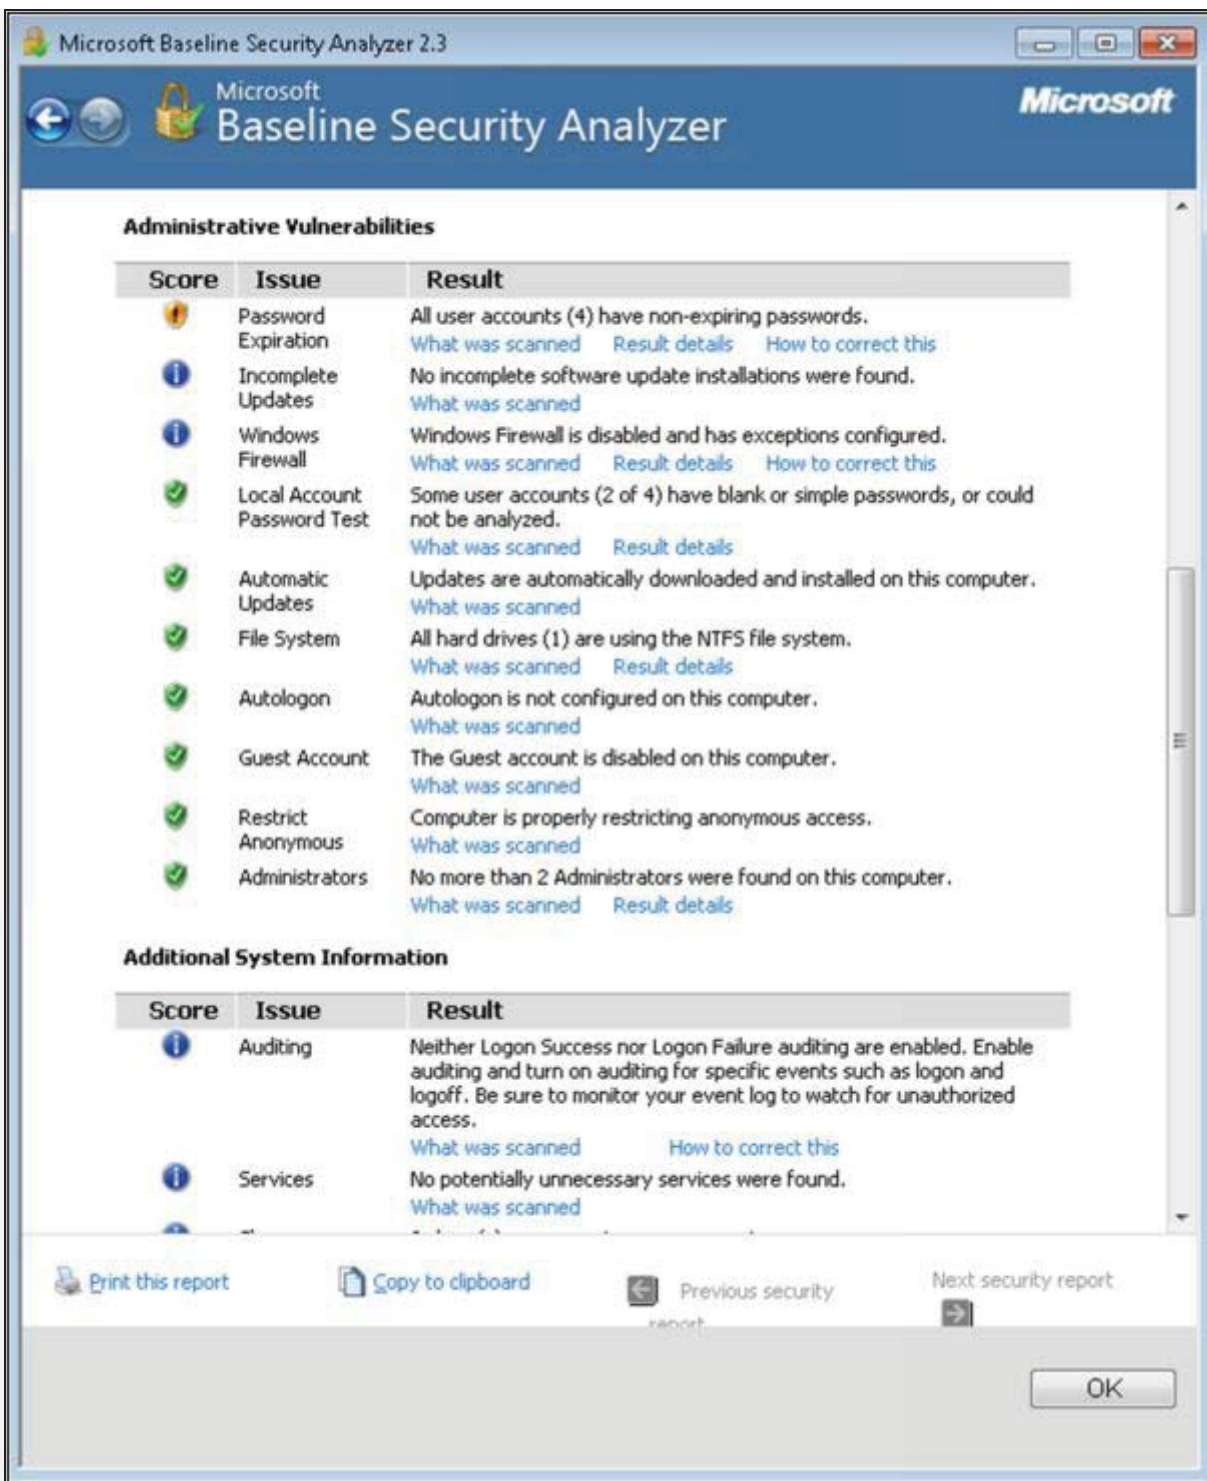 Microsoft Baseline Security Analyzer 2.3
Microsoft
Baseline Security Analyzer
Microsoft
Administrative Vulnerabilities
Score Issue Result
Password Expiration
All user accounts (4) have non-expiring passwords.
What was scanned Result details How to correct this
Incomplete Updates
No incomplete software update installations were found.
What was scanned
Windows Firewall
Windows Firewall is disabled and has exceptions configured.
What was scanned Result details How to correct this
Local Account Password Test
Some user accounts (2 of 4) have blank or simple passwords, or could
not be analyzed.
What was scanned Result details
Automatic Updates
Updates are automatically downloaded and installed on this computer.
What was scanned
File System
All hard drives (1) are using the NTFS file system.
What was scanned Result details
Autologon
Autologon is not configured on this computer.
What was scanned
Guest Account
The Guest account is disabled on this computer.
What was scanned
Restrict Anonymous
Computer is properly restricting anonymous access.
What was scanned
Administrators
No more than 2 Administrators were found on this computer.
What was scanned Result details
Additional System Information
Score Issue Result
Auditing
Neither Logon Success nor Logon Failure auditing are enabled. Enable
auditing and turn on auditing for specific events such as logon and
logoff. Be sure to monitor your event log to watch for unauthorized
access.
What was scanned How to correct this
Services
No potentially unnecessary services were found.
What was scanned
Print this report
Copy to clipboard
Previous security
report
Next security report
OK